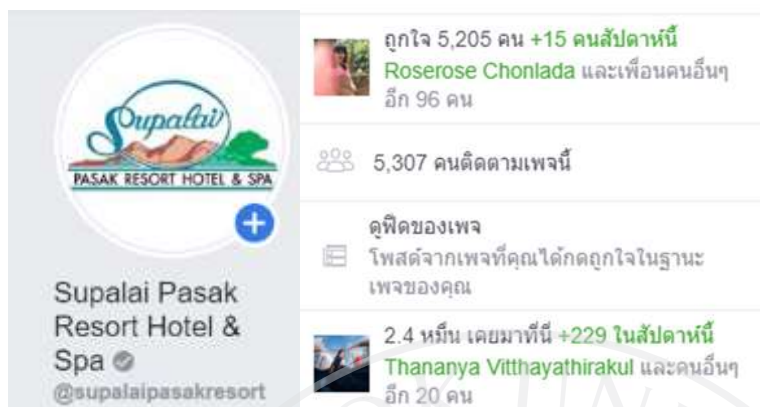 Supalai
PASAK RESORT HOTEL & SPA
Supalai Pasak
Resort Hotel &
Spa
@supalaipasakresort
ถูกใจ 5,205 คน +15 คนสัปดาห์นี้
Roserose Chonlada และเพื่อนคนอื่นๆ
อีก 96 คน
5,307 คนติดตามเพจนี้
ดูฟีดของเพจ
โพสต์จากเพจที่คุณได้กดถูกใจในฐานะ
เพจของคุณ
2.4 หมื่น เคยมาที่นี่ +229 ในสัปดาห์นี้
Thananya Vitthayathirakul และคนอื่นๆ
อีก 20 คน